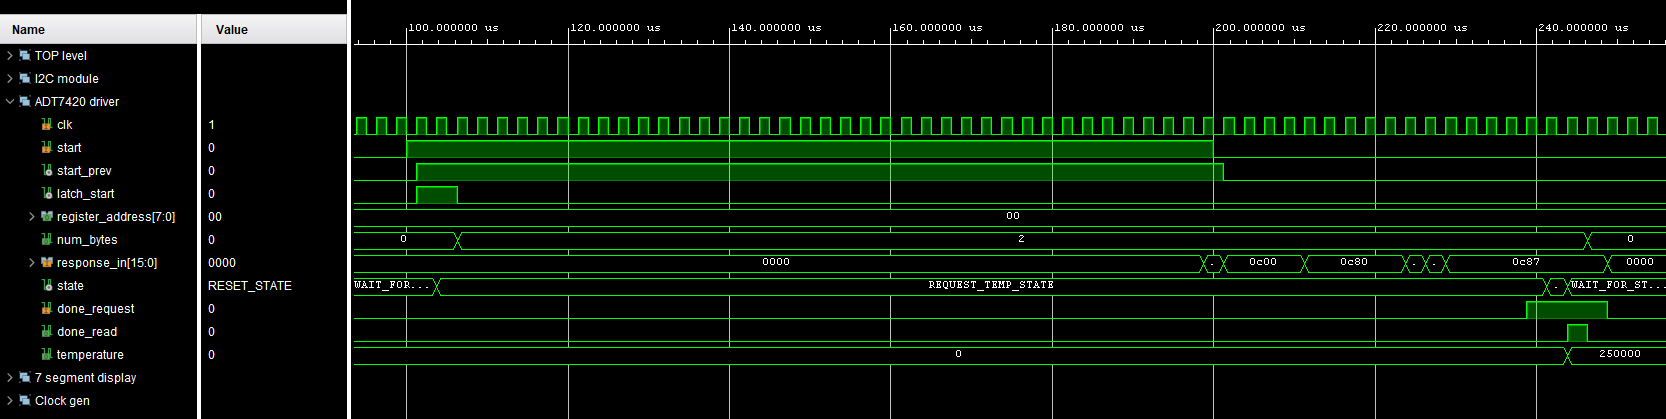 Name Value
100.000000 us 120.000000 us 140.000000 us 160.000000 us 180.000000 us 200.000000 us 220.000000 us 240.000000 us
TOP level
I2C module
ADT7420 driver
clk 1
start 0
start_prev 0
latch_start 0
register_address[7:0] 00 00
num_bytes 0 0 2 0
response_in[15:0] 0000 0000 . 0c00 0c80 . . 0c87 0000
state RESET_STATE WAIT_FOR... REQUEST_TEMP_STATE . WAIT_FOR_ST...
done_request 0
done_read 0
temperature 0 0 250000
7 segment display
Clock gen